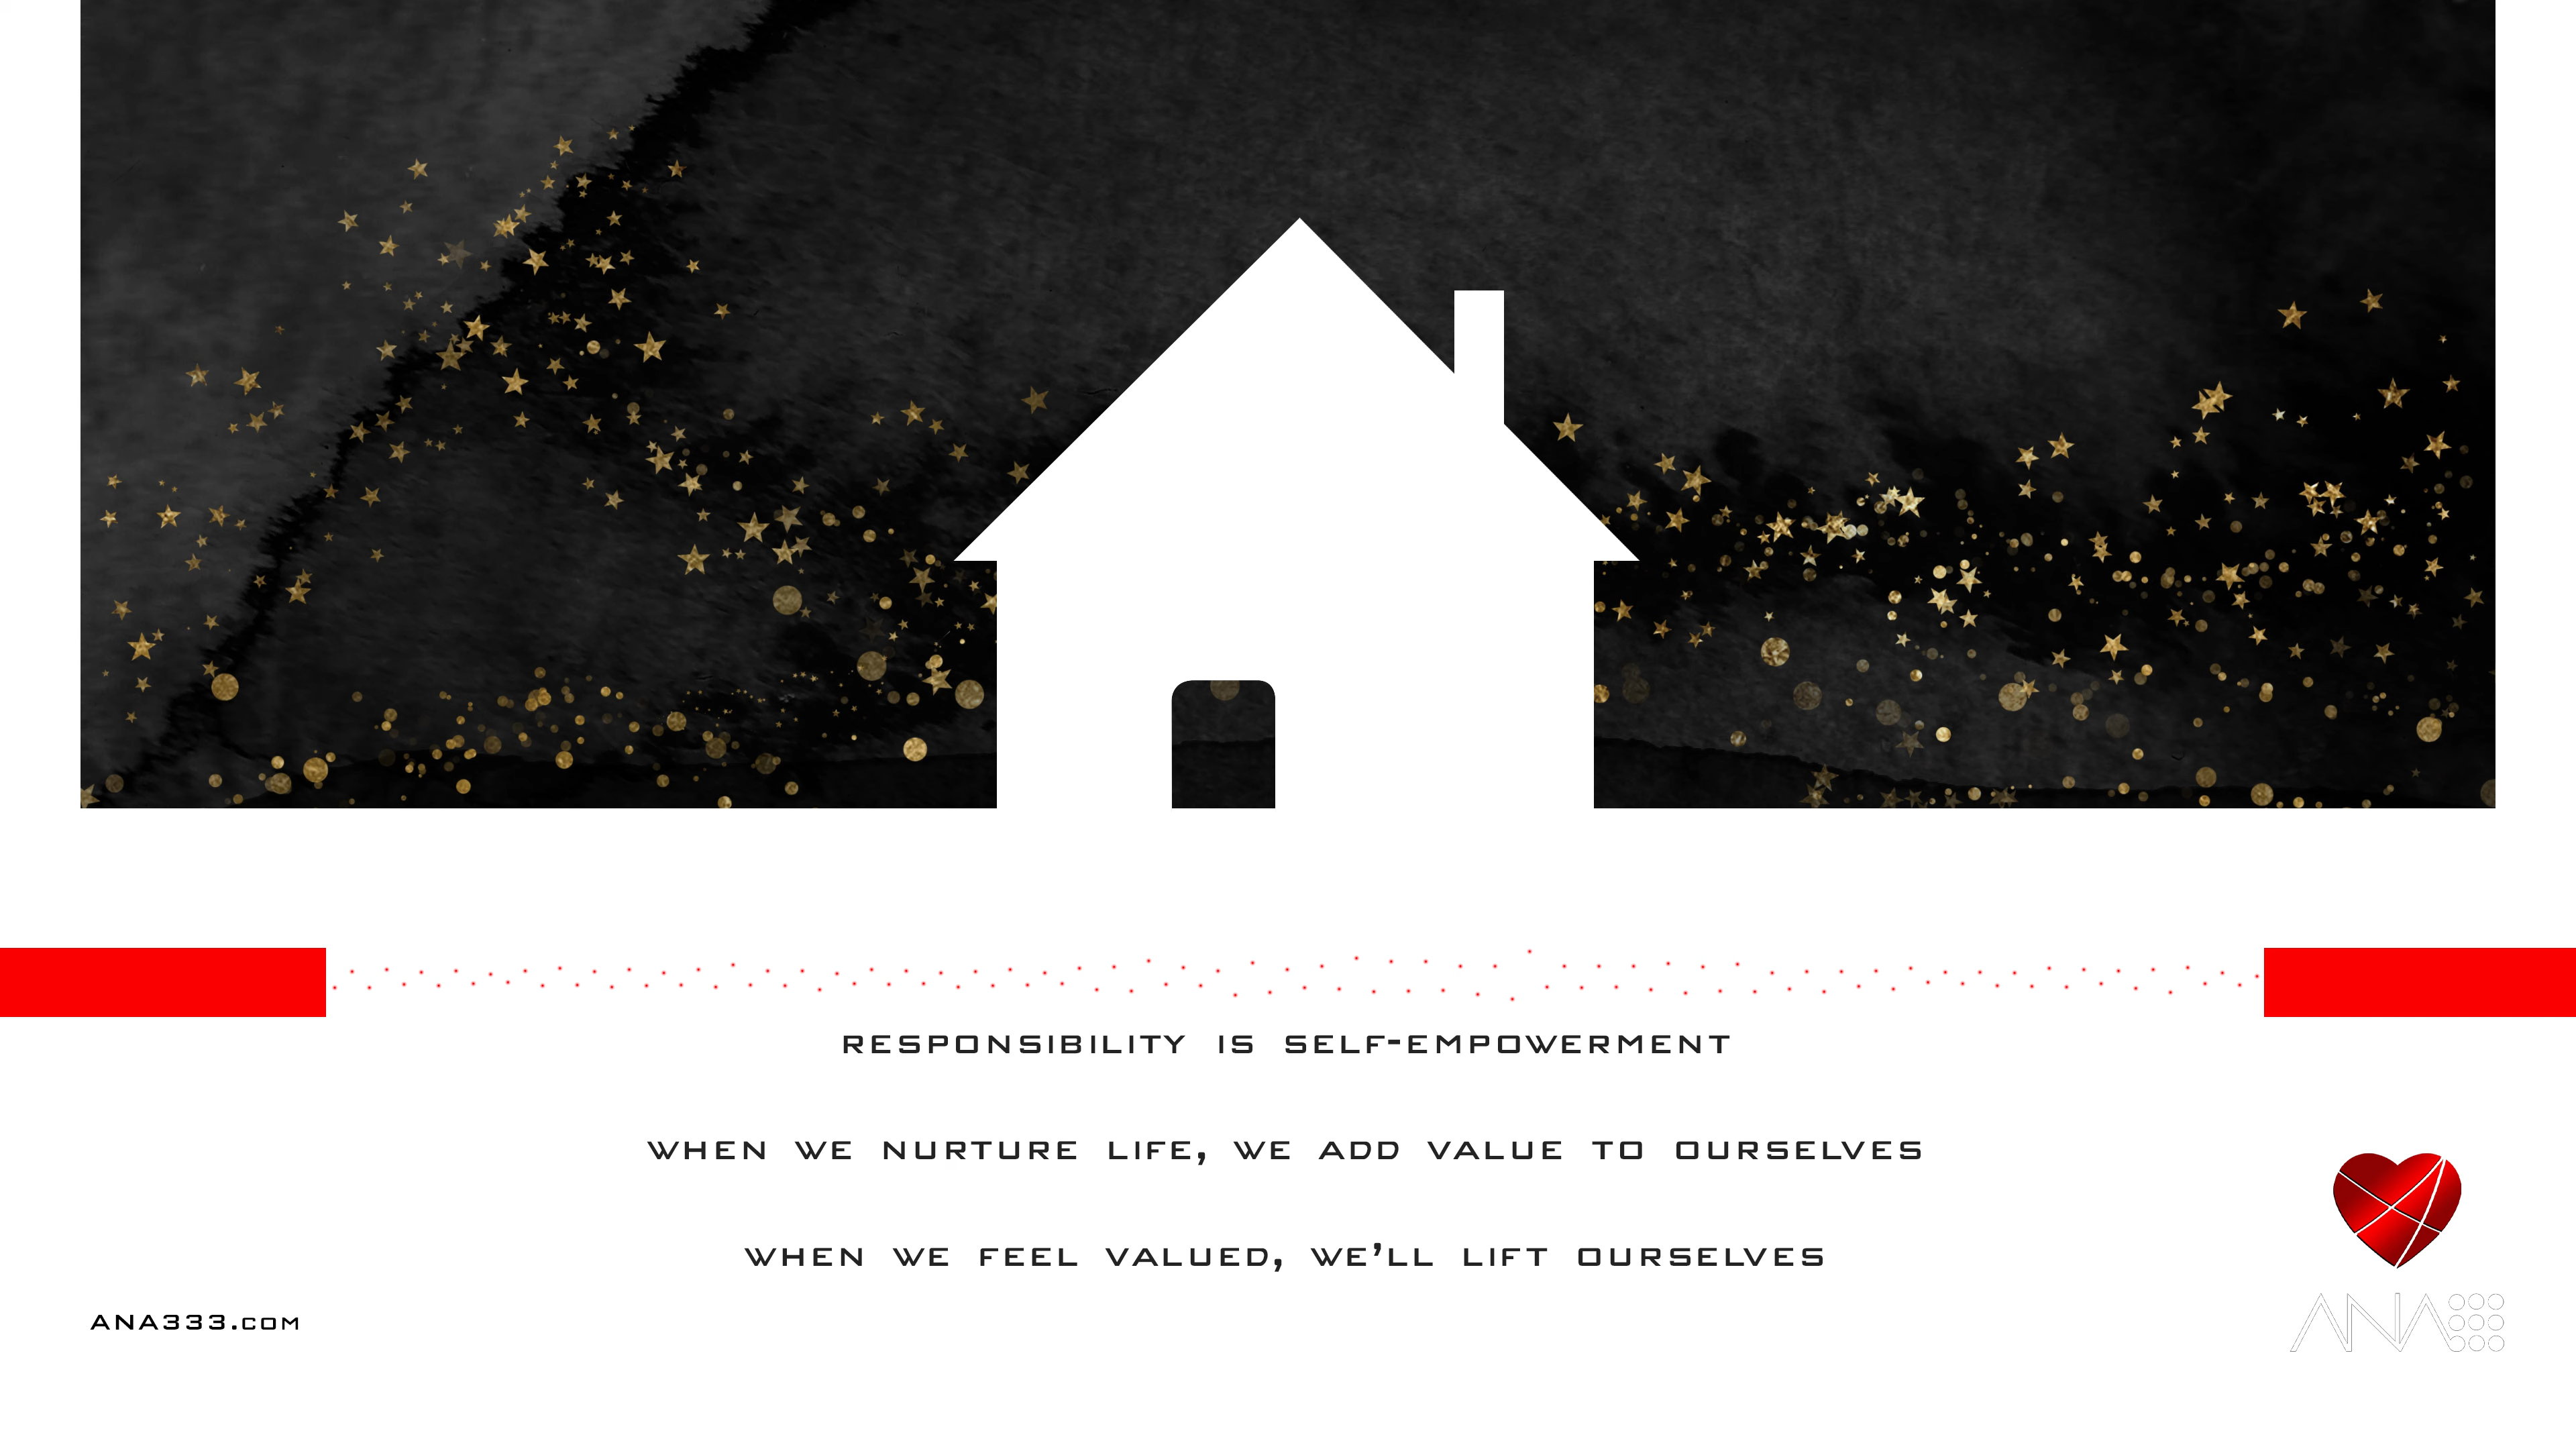 RESPONSIBILITY IS SELF-EMPOWERMENT
WHEN WE NURTURE LIFE, WE ADD VALUE TO OURSELVES
WHEN WE FEEL VALUED, WE'LL LIFT OURSELVES
ANA333.COM
ANA